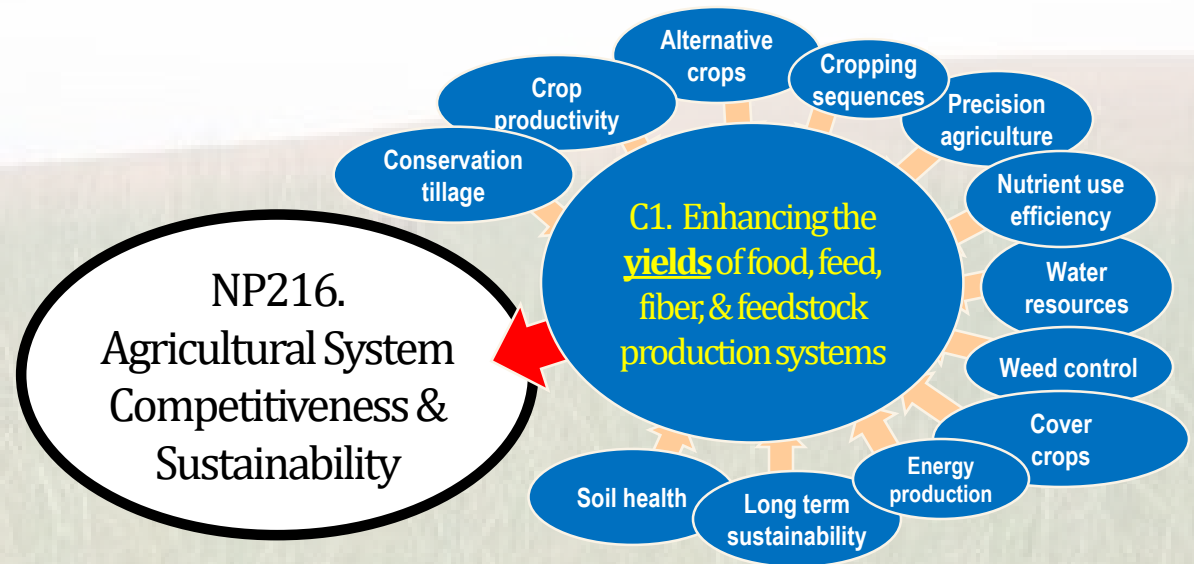 Alternative
crops
Cropping
sequences
Crop
productivity
Precision
agriculture
Conservation
tillage
Nutrient use
efficiency
C1. Enhancing the
yields of food, feed,
fiber, & feedstock
production systems
NP216.
Agricultural System
Competitiveness &
Sustainability
Water
resources
Weed control
Cover
crops
Energy
production
Soil health
Long term
sustainability